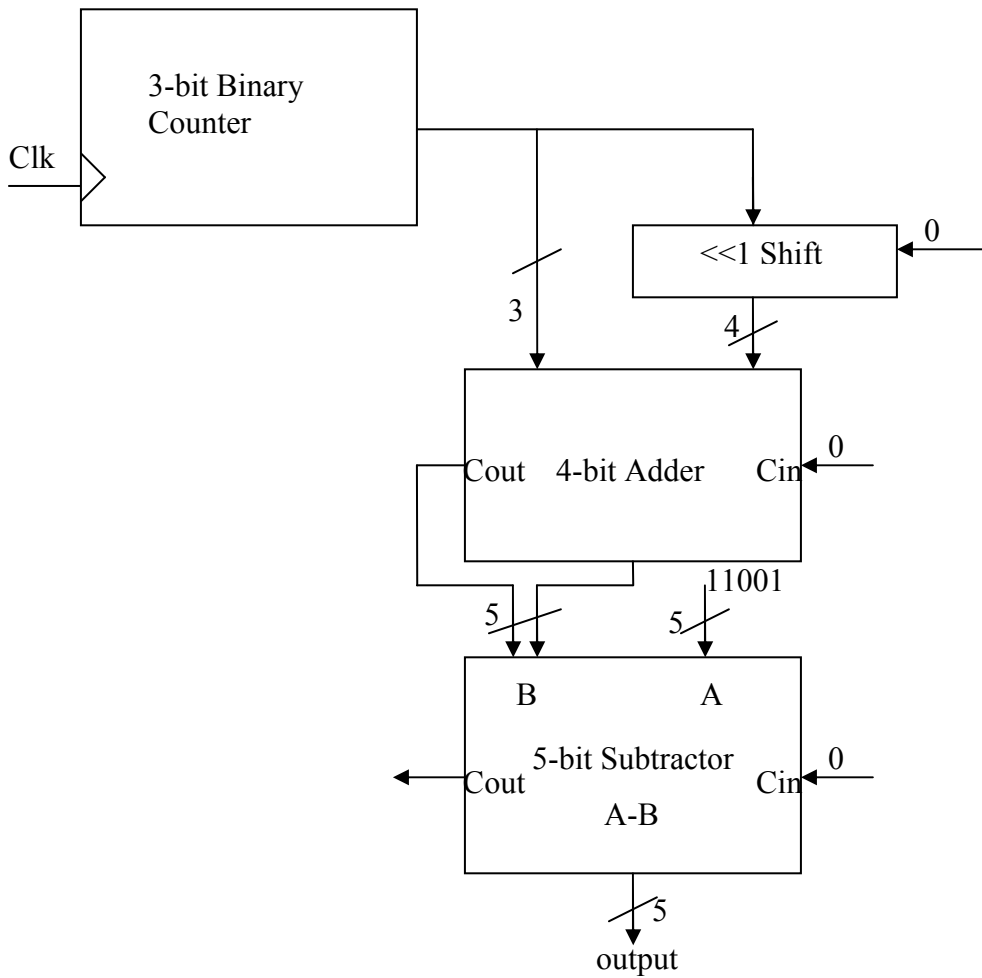 3-bit Binary
Counter
Clk
0
<<1 Shift
3
4
0
Cout 4-bit Adder Cin
11001
5
5
B
A
0
5-bit Subtractor
Cout
Cin
A-B
5
output